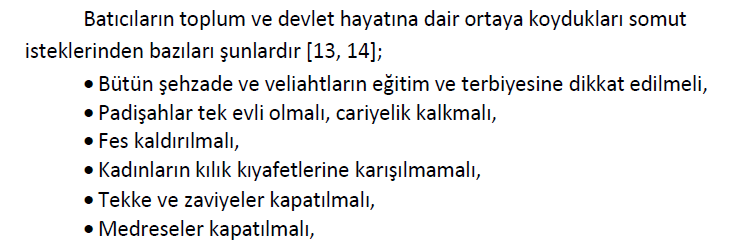 Batıcıların toplum ve devlet hayatına dair ortaya koydukları somut
isteklerinden bazıları şunlardır [13, 14];
• Bütün şehzade ve veliahtların eğitim ve terbiyesine dikkat edilmeli,
• Padişahlar tek evli olmalı, cariyelik kalkmalı,
• Fes kaldırılmalı,
• Kadınların kılık kıyafetlerine karışılmamalı,
• Tekke ve zaviyeler kapatılmalı,
• Medreseler kapatılmalı,